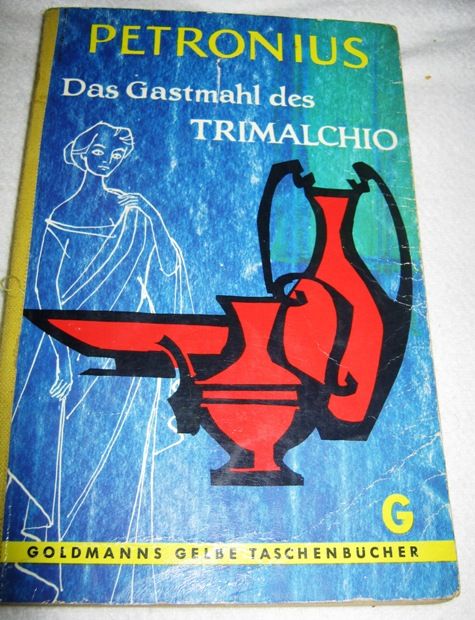 PETRONIUS
Das Gastmahl des
TRIMALCHIO
G
GOLDMANNS GELBE TASCHENBÜCHER